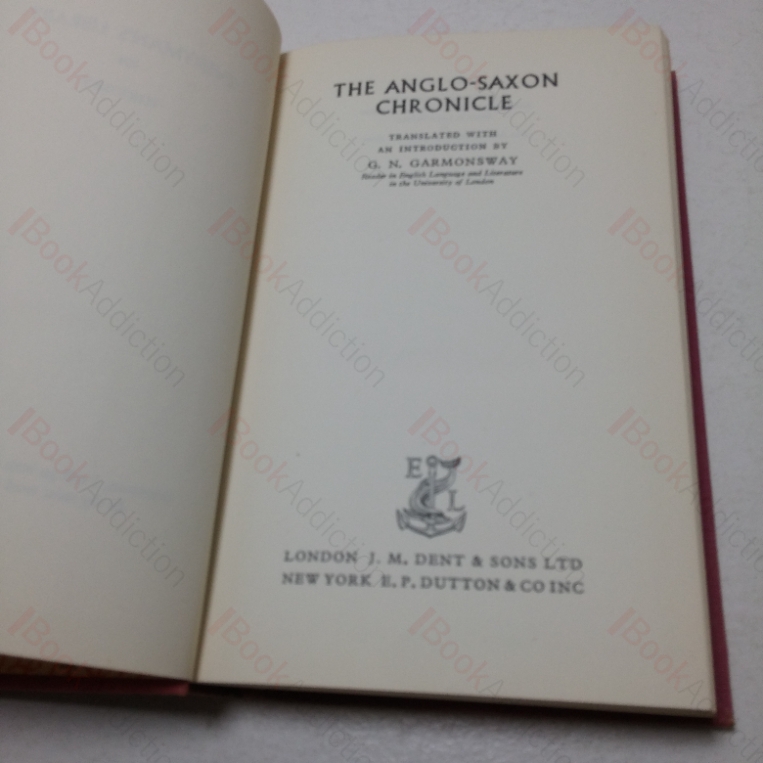 THE ANGLO-SAXON
CHRONICLE
TRANSLATED WITH
AN INTRODUCTION BY
G. N. GARMONSWAY
Reader in English Language and Literature
in the University of London
E
L
LONDON J. M. DENT & SONS LTD
NEW YORK E. P. DUTTON & CO INC
BookAddiction